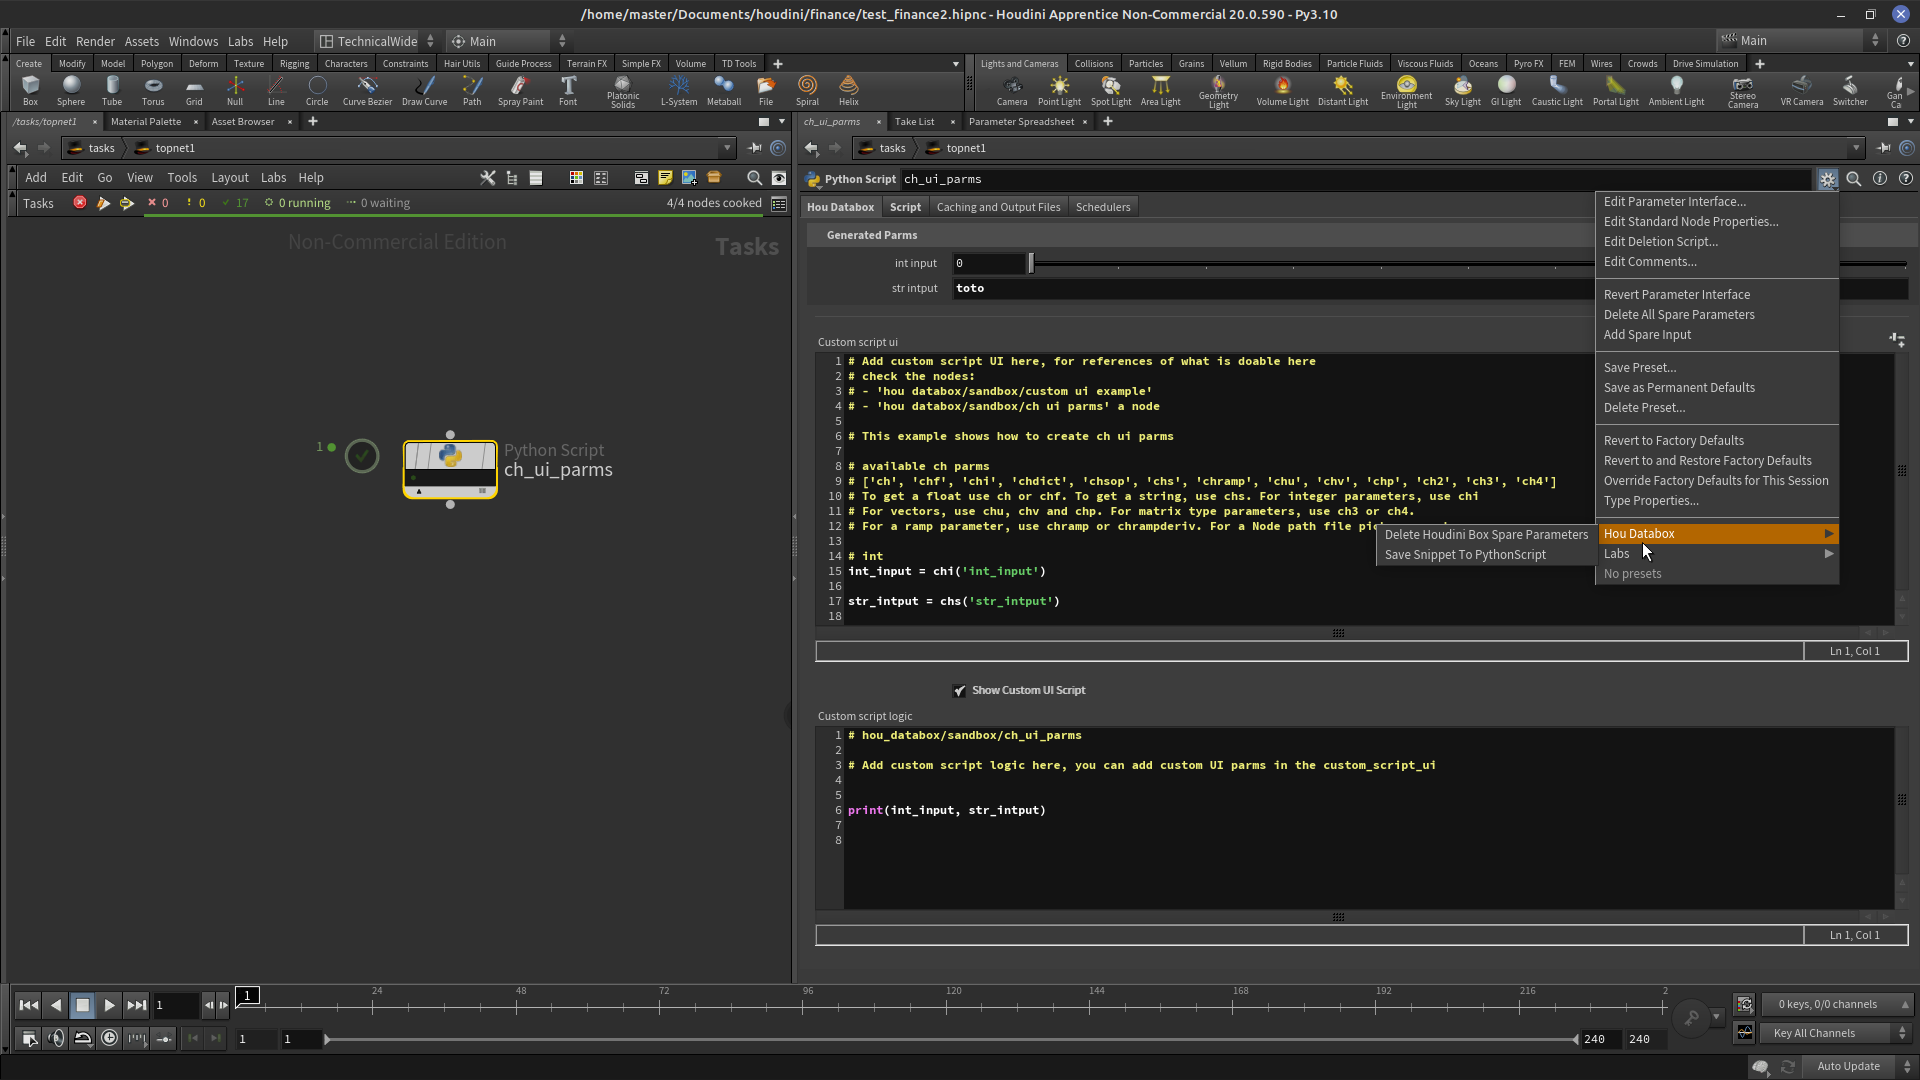 /home/master/Documents/houdini/finance/test_finance2.hipnc - Houdini Apprentice Non-Commercial 20.0.590 - Py3.10
File Edit Render Assets Windows Labs Help TechnicalWide Main Main
Create Modify Model Polygon Deform Texture Rigging Characters Constraints Hair Utils Guide Process Terrain FX Simple FX Volume TD Tools
Lights and Cameras Collisions Particles Grains Vellum Rigid Bodies Particle Fluids Viscous Fluids Oceans Pyro FX FEM Wires Crowds Drive Simulation
Box Sphere Tube Torus Grid Null Line Circle Curve Bezier Draw Curve Path Spray Paint Font Platonic Solids L-System Metaball File Spiral Helix
Camera Point Light Spot Light Area Light Geometry Light Volume Light Distant Light Environment Light Sky Light GI Light Caustic Light Portal Light Ambient Light Stereo Camera VR Camera Switcher Gan Ca
/tasks/topnet1 Material Palette Asset Browser
ch_ui_parms Take List Parameter Spreadsheet
tasks topnet1
tasks topnet1
Add Edit Go View Tools Layout Labs Help
Python Script ch_ui_parms
Tasks 0 0 17 0 running 0 waiting 4/4 nodes cooked
Hou Databox Script Caching and Output Files Schedulers
Non-Commercial Edition
Tasks
1
Python Script
ch_ui_parms
Generated Parms
int input 0
str intput toto
Custom script ui
1 # Add custom script UI here, for references of what is doable here
2 # check the nodes:
3 # - 'hou databox/sandbox/custom ui example'
4 # - 'hou databox/sandbox/ch ui parms' a node
5
6 # This example shows how to create ch ui parms
7
8 # available ch parms
9 # ['ch', 'chf', 'chi', 'chdict', 'chsop', 'chs', 'chramp', 'chu', 'chv', 'chp', 'ch2', 'ch3', 'ch4']
10 # To get a float use ch or chf. To get a string, use chs. For integer parameters, use chi
11 # For vectors, use chu, chv and chp. For matrix type parameters, use ch3 or ch4.
12 # For a ramp parameter, use chramp or chrampderiv. For a Node path file
13
14 # int
15 int_input = chi('int_input')
16
17 str_intput = chs('str_intput')
18
Ln 1, Col 1
Show Custom UI Script
Custom script logic
1 # hou_databox/sandbox/ch_ui_parms
2
3 # Add custom script logic here, you can add custom UI parms in the custom_script_ui
4
5
6 print(int_input, str_intput)
7
8
Ln 1, Col 1
Edit Parameter Interface...
Edit Standard Node Properties...
Edit Deletion Script...
Edit Comments...
Revert Parameter Interface
Delete All Spare Parameters
Add Spare Input
Save Preset...
Save as Permanent Defaults
Delete Preset...
Revert to Factory Defaults
Revert to and Restore Factory Defaults
Override Factory Defaults for This Session
Type Properties...
Hou Databox
Labs
No presets
Delete Houdini Box Spare Parameters
Save Snippet To PythonScript
1 1 24 48 72 96 120 144 168 192 216 2
0 keys, 0/0 channels
1 1 240 240
Key All Channels
Auto Update